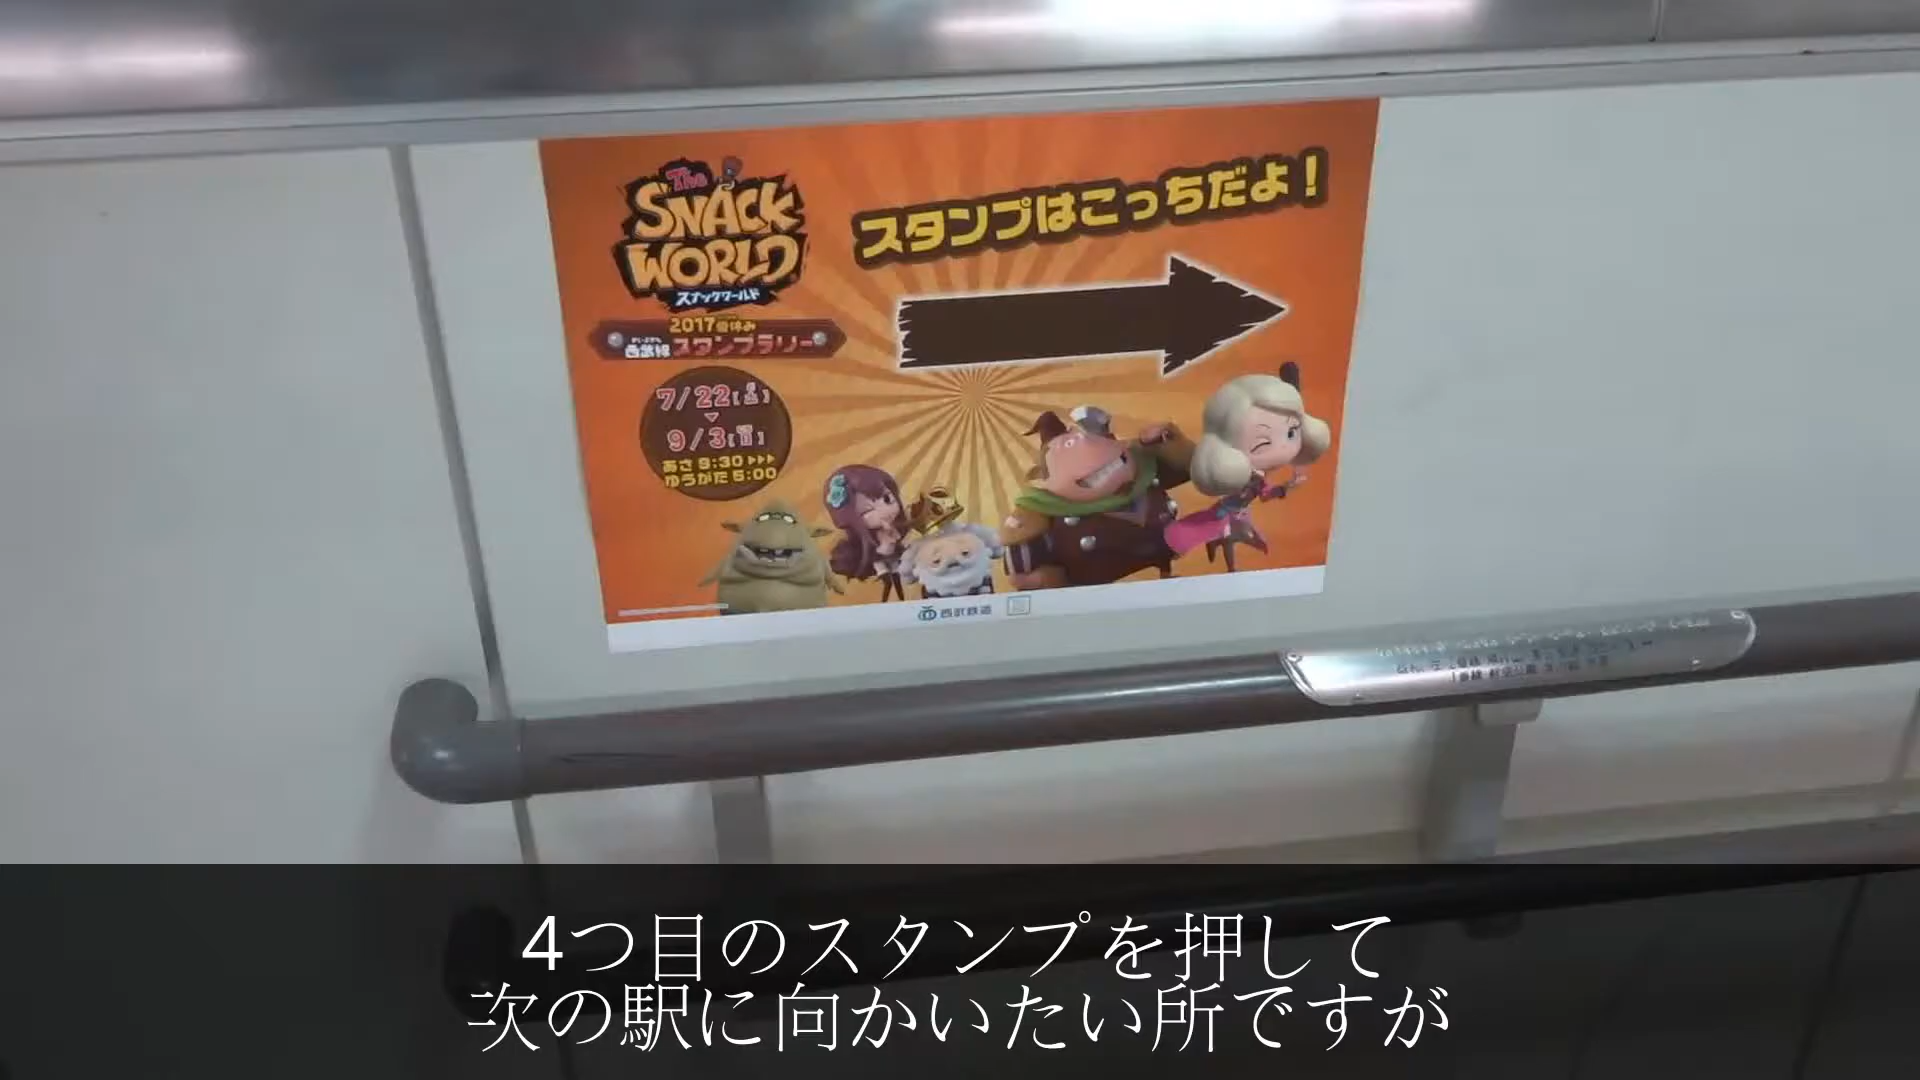 The
SNACK
WORLD
スナックワールド
スタンプはこっちだよ！
2017夏休み
西武線スタンプラリー
7/22[土]
9/3[日]
あさ9:30
ゆうがた5:00
西武鉄道
4つ目のスタンプを押して
次の駅に向かいたい所ですが